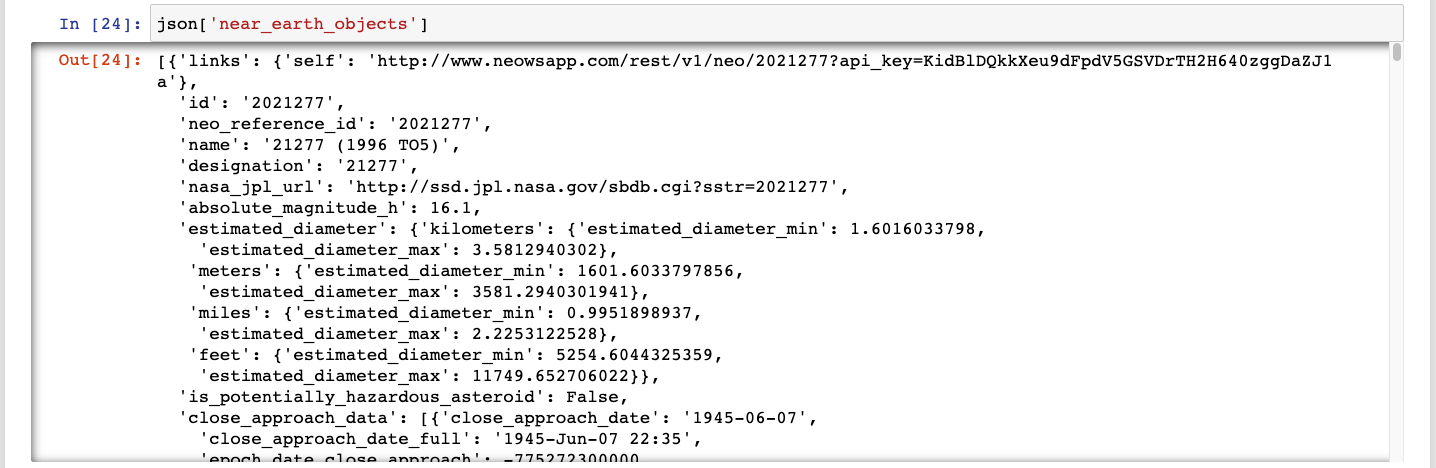 In [24]: json['near_earth_objects']
Out[24]: [{'links': {'self': 'http://www.neowsapp.com/rest/v1/neo/2021277?api_key=KidBlDQkkXeu9dFpdV5GSVDrTH2H640zggDaZJ1
a'},
'id': '2021277',
'neo_reference_id': '2021277',
'name': '21277 (1996 TO5)',
'designation': '21277',
'nasa_jpl_url': 'http://ssd.jpl.nasa.gov/sbdb.cgi?sstr=2021277',
'absolute_magnitude_h': 16.1,
'estimated_diameter': {'kilometers': {'estimated_diameter_min': 1.6016033798,
'estimated_diameter_max': 3.5812940302},
'meters': {'estimated_diameter_min': 1601.6033797856,
'estimated_diameter_max': 3581.2940301941},
'miles': {'estimated_diameter_min': 0.9951898937,
'estimated_diameter_max': 2.2253122528},
'feet': {'estimated_diameter_min': 5254.6044325359,
'estimated_diameter_max': 11749.652706022}},
'is_potentially_hazardous_asteroid': False,
'close_approach_data': [{'close_approach_date': '1945-06-07',
'close_approach_date_full': '1945-Jun-07 22:35',
'epoch_date_close_approach': -775272300000,